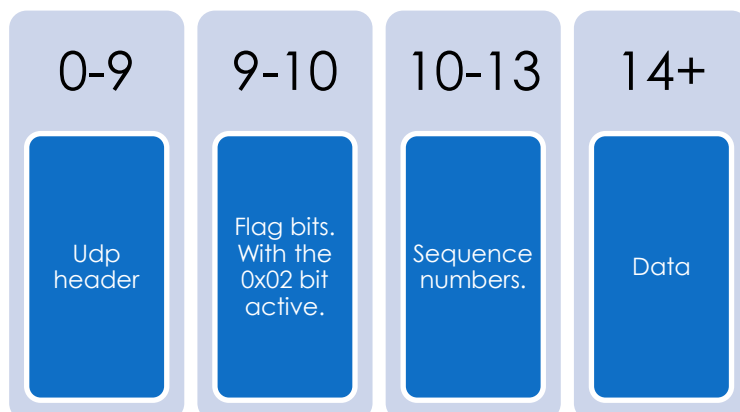 0-9
Udp
header
9-10
Flag bits.
With the
0x02 bit
active.
10-13
Sequence
numbers.
14+
Data